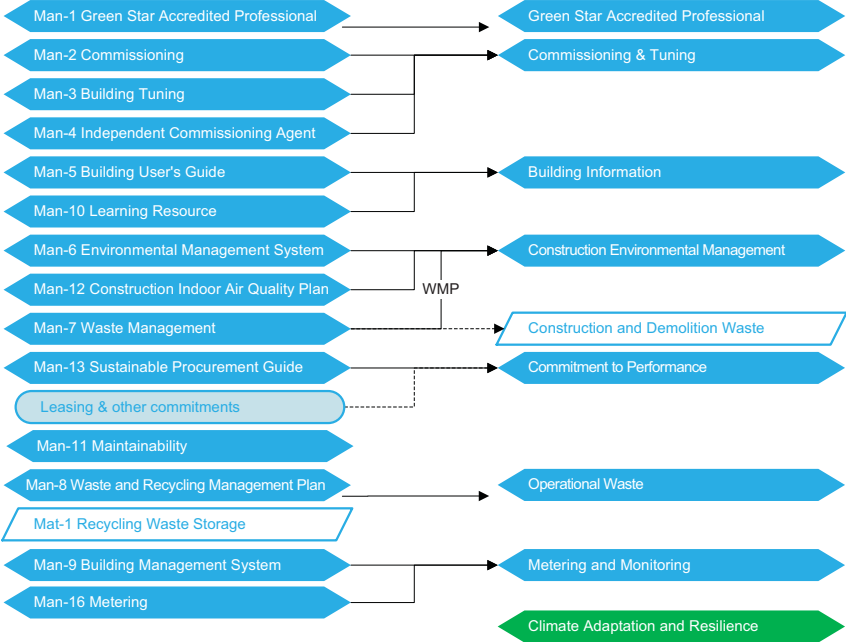 Man-1 Green Star Accredited Professional
Green Star Accredited Professional
Man-2 Commissioning
Commissioning & Tuning
Man-3 Building Tuning
Man-4 Independent Commissioning Agent
Man-5 Building User's Guide
Building Information
Man-10 Learning Resource
Man-6 Environmental Management System
Construction Environmental Management
Man-12 Construction Indoor Air Quality Plan
WMP
Man-7 Waste Management
Construction and Demolition Waste
Man-13 Sustainable Procurement Guide
Commitment to Performance
Leasing & other commitments
Man-11 Maintainability
Man-8 Waste and Recycling Management Plan
Operational Waste
Mat-1 Recycling Waste Storage
Man-9 Building Management System
Metering and Monitoring
Man-16 Metering
Climate Adaptation and Resilience